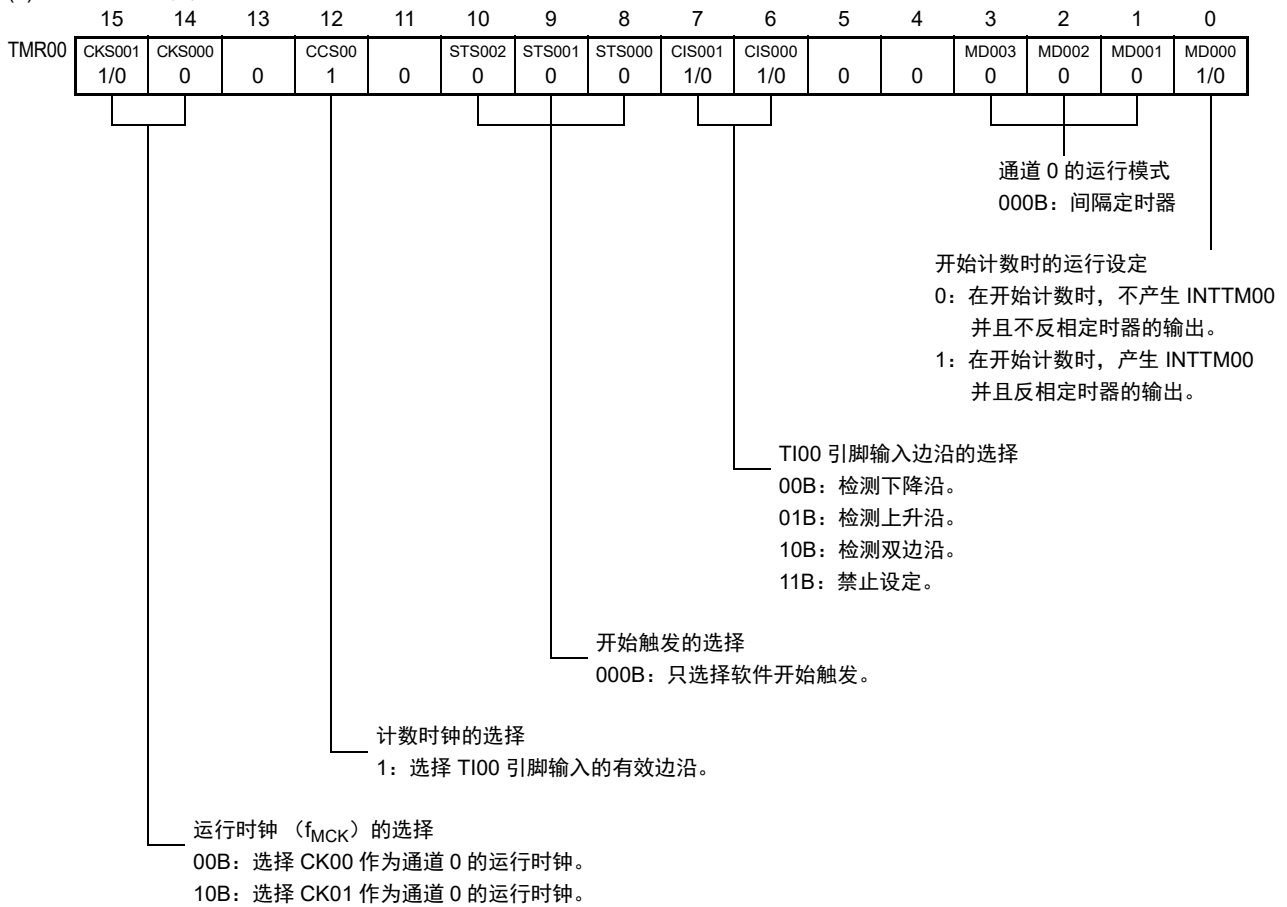 15 14 13 12 11 10 9 8 7 6 5 4 3 2 1 0
TMR00 CKS001 CKS000 CCS00 STS002 STS001 STS000 CIS001 CIS000 MD003 MD002 MD001 MD000
1/0 0 0 1 0 0 0 0 1/0 1/0 0 0 0 0 0 1/0
通道 0 的运行模式
000B：间隔定时器
开始计数时的运行设定
0：在开始计数时，不产生 INTTM00
并且不反相定时器的输出。
1：在开始计数时，产生 INTTM00
并且反相定时器的输出。
TI00 引脚输入边沿的选择
00B：检测下降沿。
01B：检测上升沿。
10B：检测双边沿。
11B：禁止设定。
开始触发的选择
000B：只选择软件开始触发。
计数时钟的选择
1：选择 TI00 引脚输入的有效边沿。
运行时钟 （fMCK）的选择
00B：选择 CK00 作为通道 0 的运行时钟。
10B：选择 CK01 作为通道 0 的运行时钟。